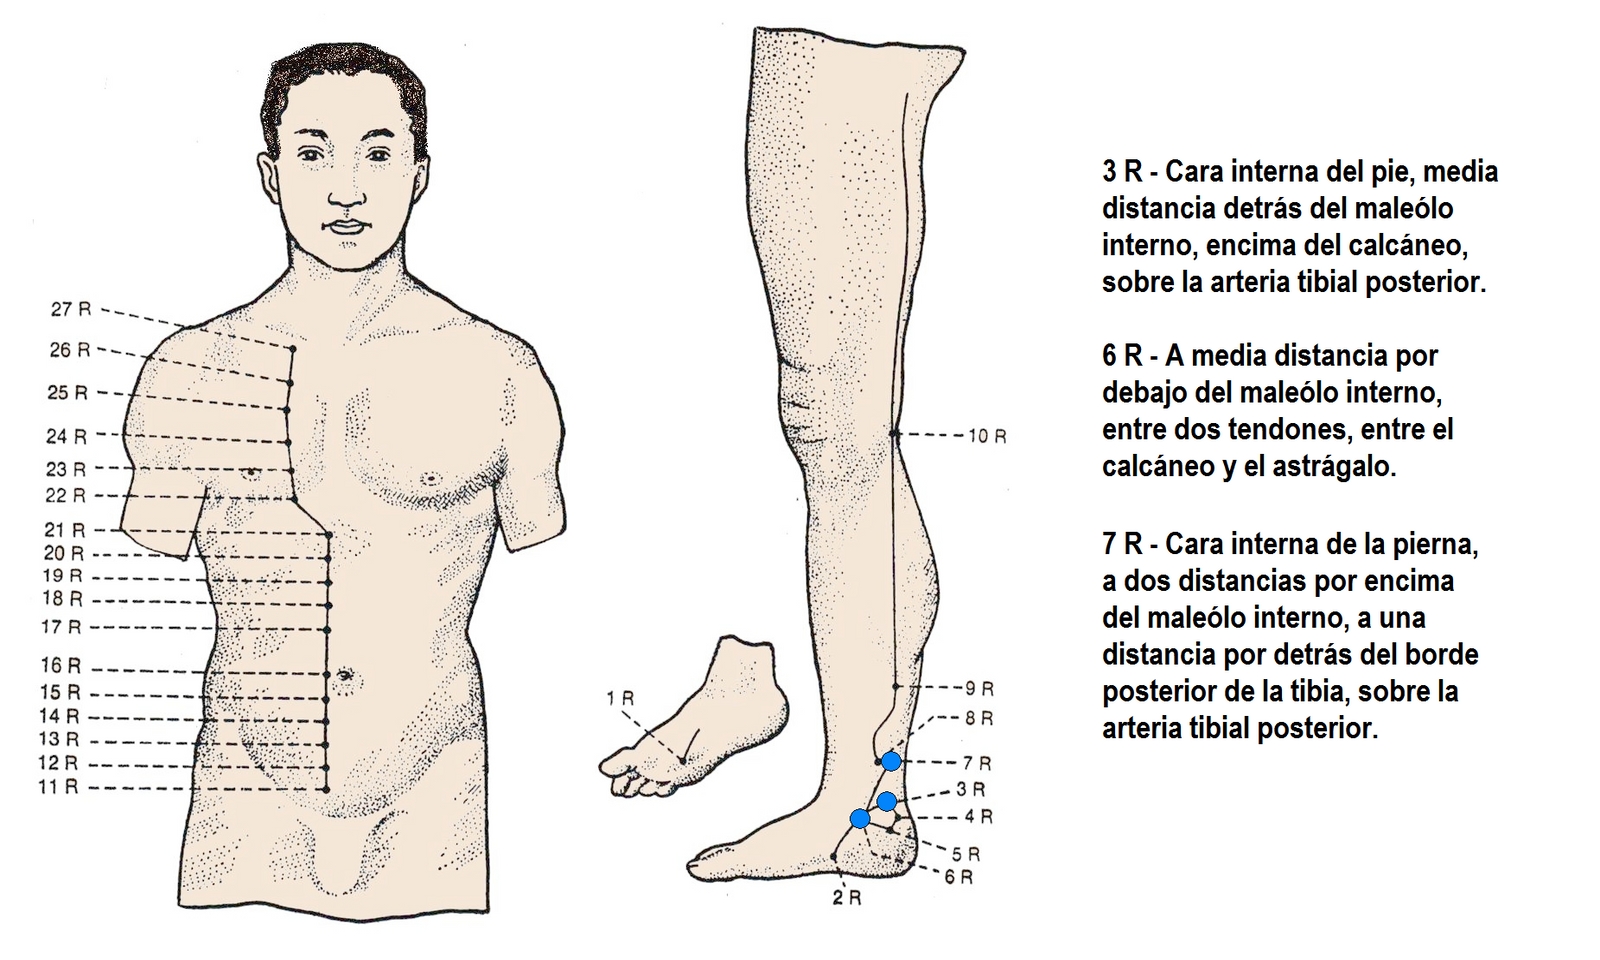 27 R
26 R
25 R
24 R
23 R
22 R
21 R
20 R
19 R
18 R
17 R
16 R
15 R
14 R
13 R
12 R
11 R
1 R
10 R
9 R
8 R
7 R
3 R
4 R
5 R
6 R
2 R
3 R - Cara interna del pie, media
distancia detrás del maleólo
interno, encima del calcáneo,
sobre la arteria tibial posterior.
6 R - A media distancia por
debajo del maleólo interno,
entre dos tendones, entre el
calcáneo y el astrágalo.
7 R - Cara interna de la pierna,
a dos distancias por encima
del maleólo interno, a una
distancia por detrás del borde
posterior de la tibia, sobre la
arteria tibial posterior.